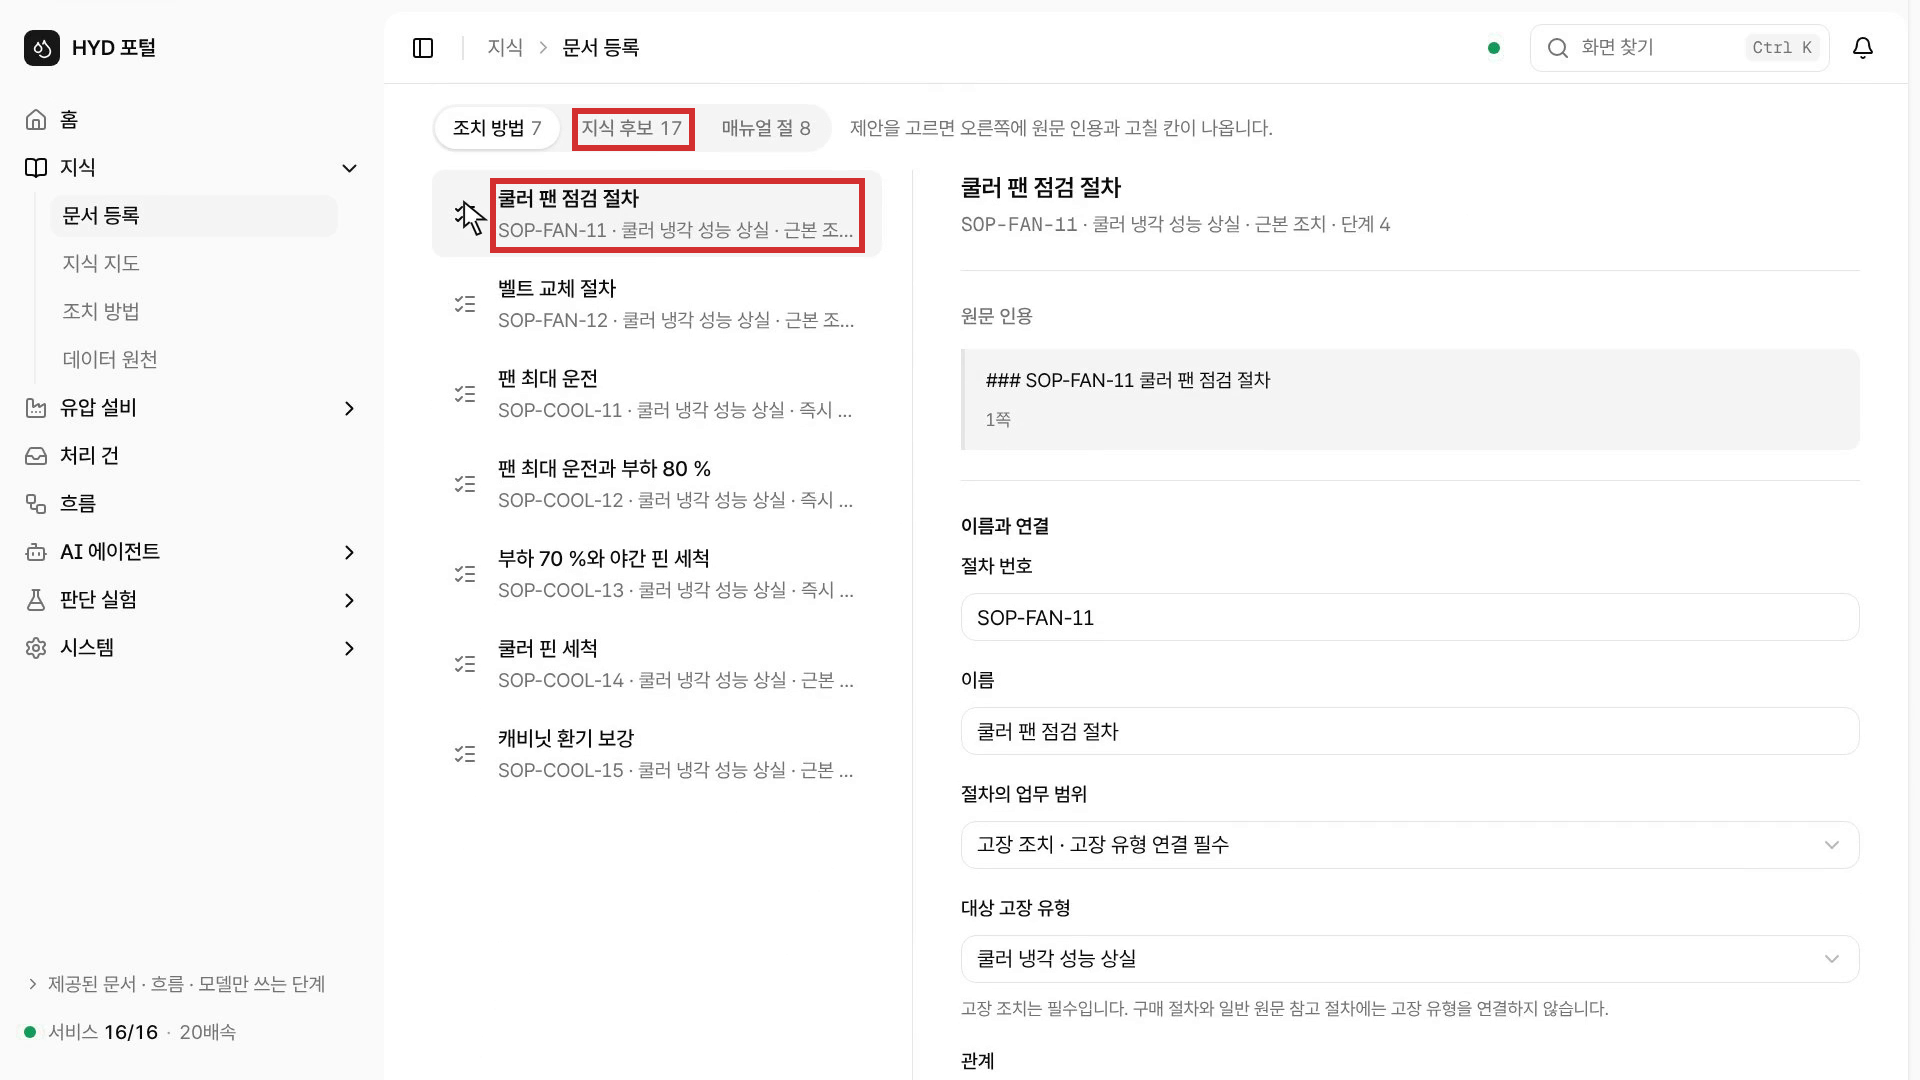 HYD 포털
홈
지식
문서 등록
지식 지도
조치 방법
데이터 원천
유압 설비
처리 건
흐름
AI 에이전트
판단 실험
시스템
제공된 문서 · 흐름 · 모델만 쓰는 단계
서비스 16/16 · 20배속
지식 > 문서 등록
화면 찾기 Ctrl K
조치 방법 7 지식 후보 17 매뉴얼 절 8 제안을 고르면 오른쪽에 원문 인용과 고칠 칸이 나옵니다.
쿨러 팬 점검 절차
SOP-FAN-11 · 쿨러 냉각 성능 상실 · 근본 조...
벨트 교체 절차
SOP-FAN-12 · 쿨러 냉각 성능 상실 · 근본 조...
팬 최대 운전
SOP-COOL-11 · 쿨러 냉각 성능 상실 · 즉시 ...
팬 최대 운전과 부하 80 %
SOP-COOL-12 · 쿨러 냉각 성능 상실 · 즉시 ...
부하 70 %와 야간 핀 세척
SOP-COOL-13 · 쿨러 냉각 성능 상실 · 즉시 ...
쿨러 핀 세척
SOP-COOL-14 · 쿨러 냉각 성능 상실 · 근본 ...
캐비닛 환기 보강
SOP-COOL-15 · 쿨러 냉각 성능 상실 · 근본 ...
쿨러 팬 점검 절차
SOP-FAN-11 · 쿨러 냉각 성능 상실 · 근본 조치 · 단계 4
원문 인용
### SOP-FAN-11 쿨러 팬 점검 절차
1쪽
이름과 연결
절차 번호
SOP-FAN-11
이름
쿨러 팬 점검 절차
절차의 업무 범위
고장 조치 · 고장 유형 연결 필수
대상 고장 유형
쿨러 냉각 성능 상실
고장 조치는 필수입니다. 구매 절차와 일반 원문 참고 절차에는 고장 유형을 연결하지 않습니다.
관계